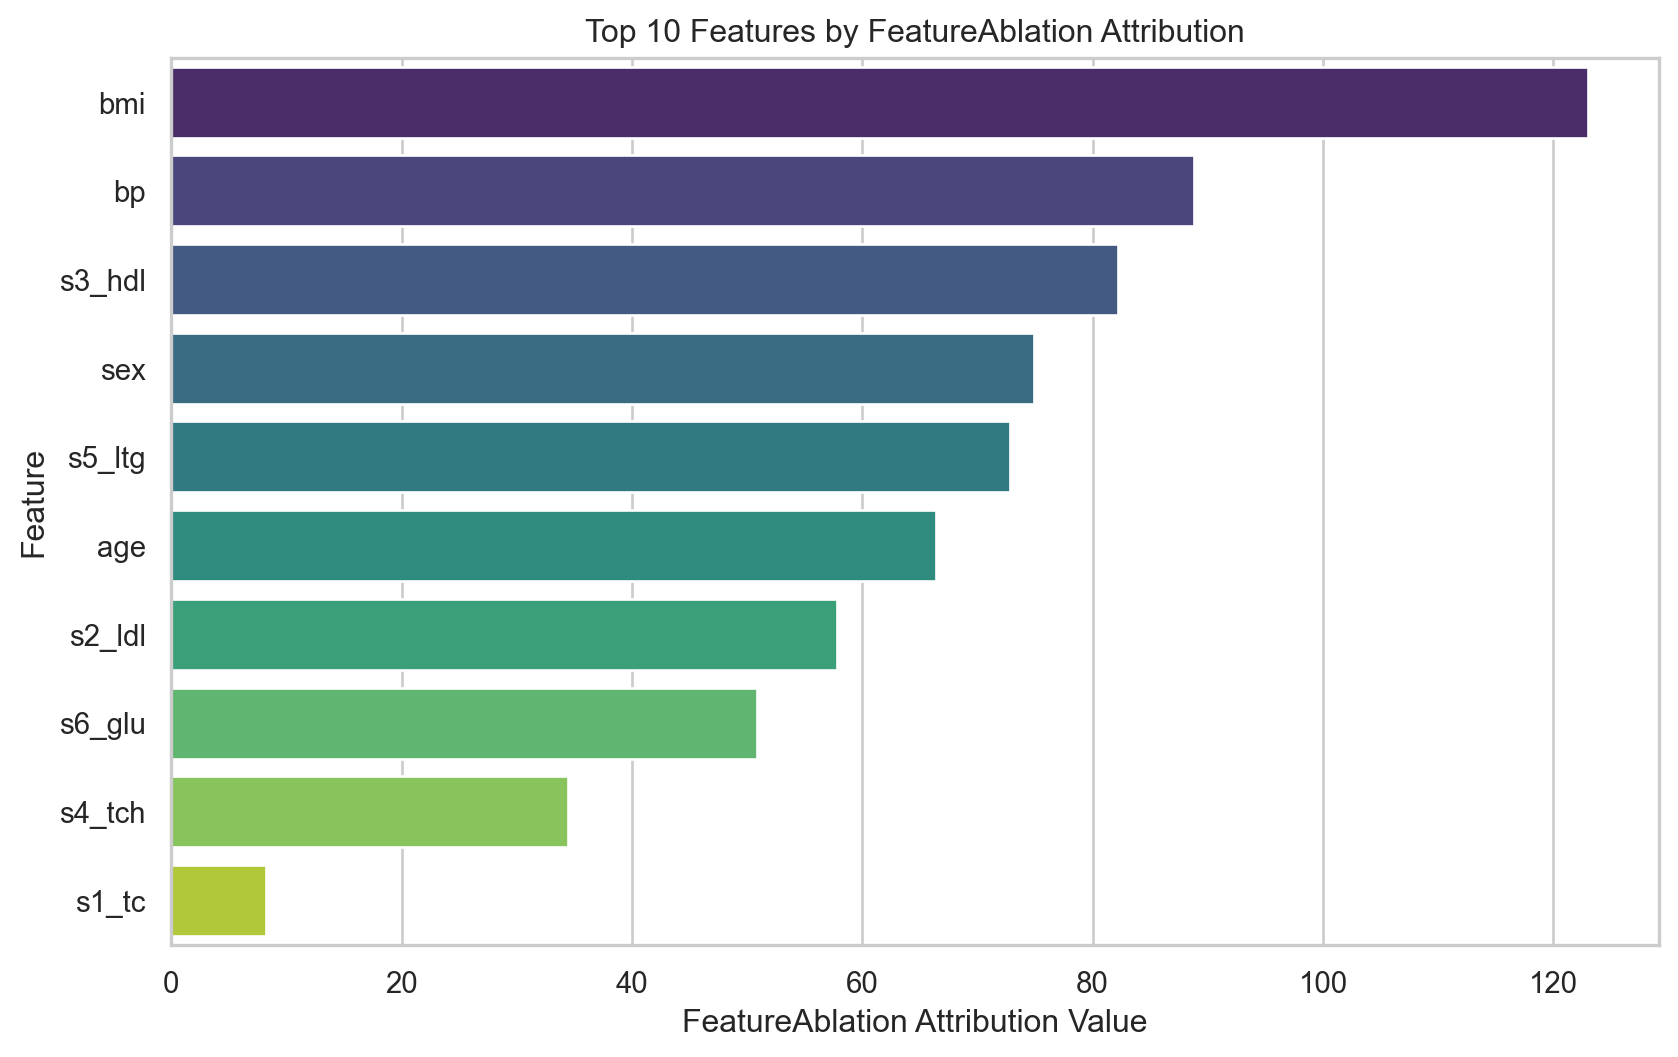 Top 10 Features by FeatureAblation Attribution
bmi
bp
s3_hdl
sex
s5_ltg
age
s2_ldl
s6_glu
s4_tch
s1_tc
Feature
0 20 40 60 80 100 120
FeatureAblation Attribution Value